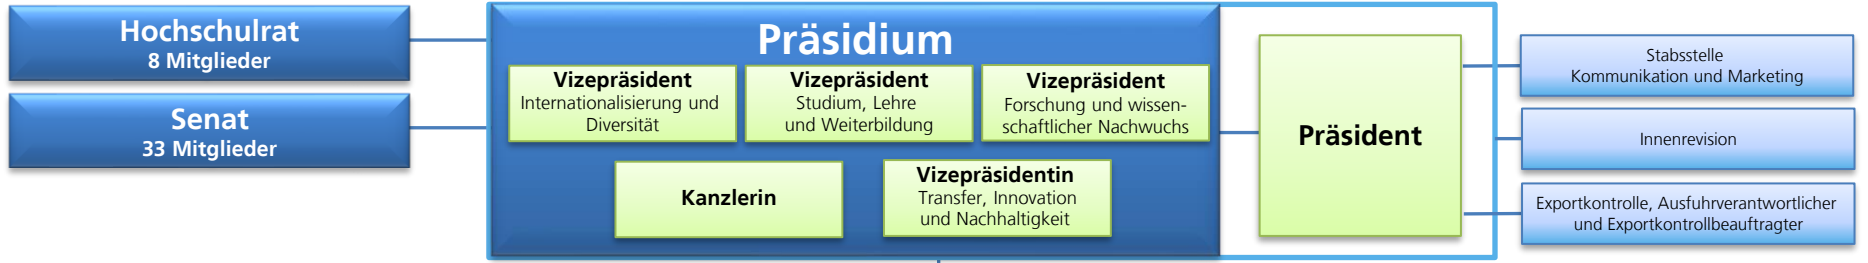 Hochschulrat
8 Mitglieder
Senat
33 Mitglieder
Präsidium
Vizepräsident
Internationalisierung und
Diversität
Vizepräsident
Studium, Lehre
und Weiterbildung
Vizepräsident
Forschung und wissen-
schaftlicher Nachwuchs
Kanzlerin
Vizepräsidentin
Transfer, Innovation
und Nachhaltigkeit
Präsident
Stabsstelle
Kommunikation und Marketing
Innenrevision
Exportkontrolle, Ausfuhrverantwortlicher
und Exportkontrollbeauftragter